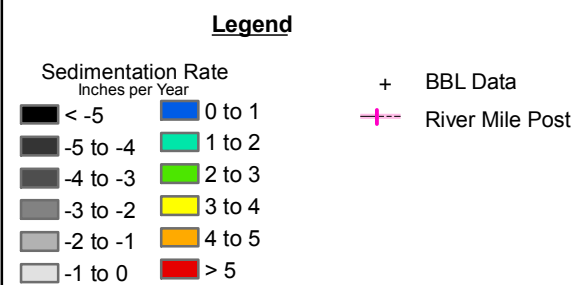 Legend
Sedimentation Rate
Inches per Year
< -5
-5 to -4
-4 to -3
-3 to -2
-2 to -1
-1 to 0
0 to 1
1 to 2
2 to 3
3 to 4
4 to 5
> 5
+ BBL Data
River Mile Post